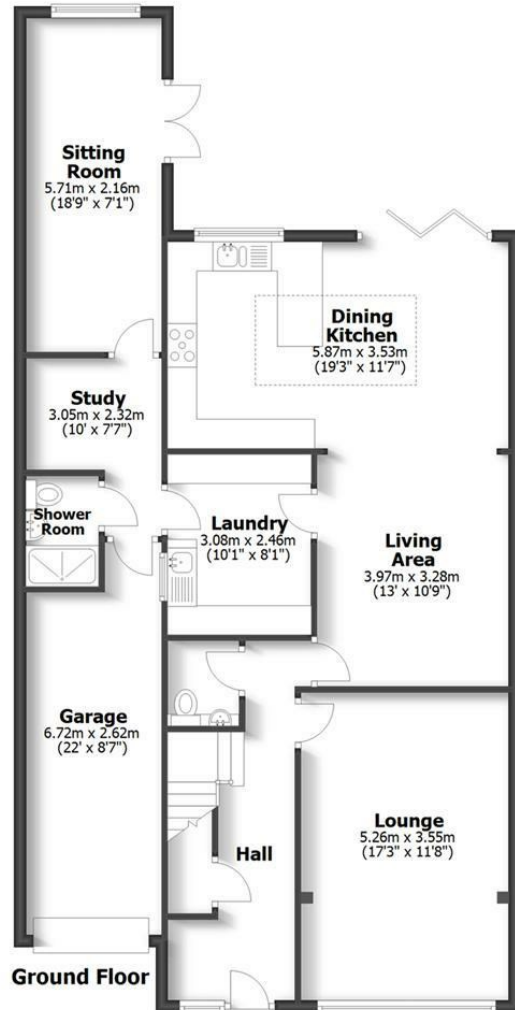 Sitting
Room
5.71m x 2.16m
(18'9" x 7'1")
Dining
Kitchen
5.87m x 3.53m
(19'3" x 11'7")
Study
3.05m x 2.32m
(10' x 7'7")
Shower
Room
Laundry
3.08m x 2.46m
(10'1" x 8'1")
Living
Area
3.97m x 3.28m
(13' x 10'9")
Garage
6.72m x 2.62m
(22' x 8'7")
Lounge
5.26m x 3.55m
(17'3" x 11'8")
Hall
Ground Floor